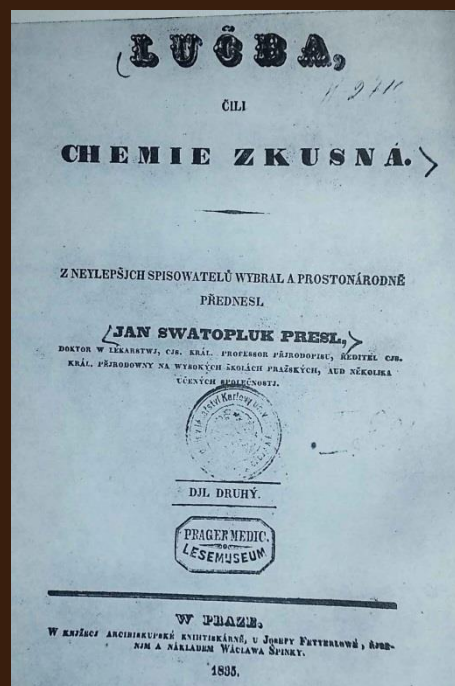 LUČBA,
ČILI
CHEMIE ZKUSNÁ.
Z NEYLEPŠJCH SPISOWATELŮ WYBRAL A PROSTONÁRODNĚ
PŘEDNESL
JAN SWATOPLUK PRESL,
DOKTOR W LÉKAŘSTWJ, CJS. KRÁL. PROFESSOR PŘJRODOPISU, ŘEDITEL CJS.
KRÁL. PŘJRODOWNY NA WYSOKÝCH ŠKOLÁCH PRAŽSKÝCH, AUD NĚKOLIKA
UČENÝCH SPOLEČNOSTJ.
DJL DRUHÝ.
PRAGER MEDIC.
LESEMUSEUM
W PRAZE,
W KNJŽECJ ARCIBISKUPSKÉ KNIHTISKÁRNĚ, U JOSEFY FETTERLOWÉ, ŘJZE-
NJM A NÁKLADEM WÁCLAWA ŠPINKY.
1835.